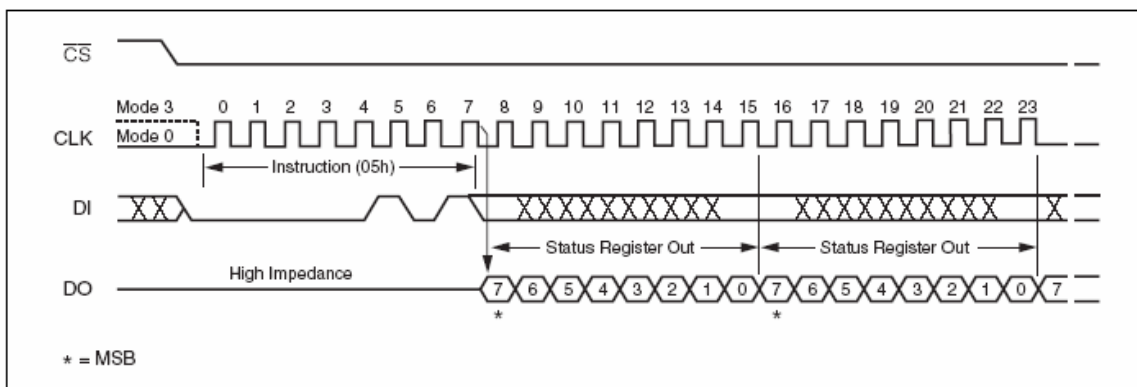 CS
Mode 3 0 1 2 3 4 5 6 7 8 9 10 11 12 13 14 15 16 17 18 19 20 21 22 23
CLK Mode 0
Instruction (05h)
DI
Status Register Out Status Register Out
High Impedance
DO 7 6 5 4 3 2 1 0 7 6 5 4 3 2 1 0 7
* *
* = MSB